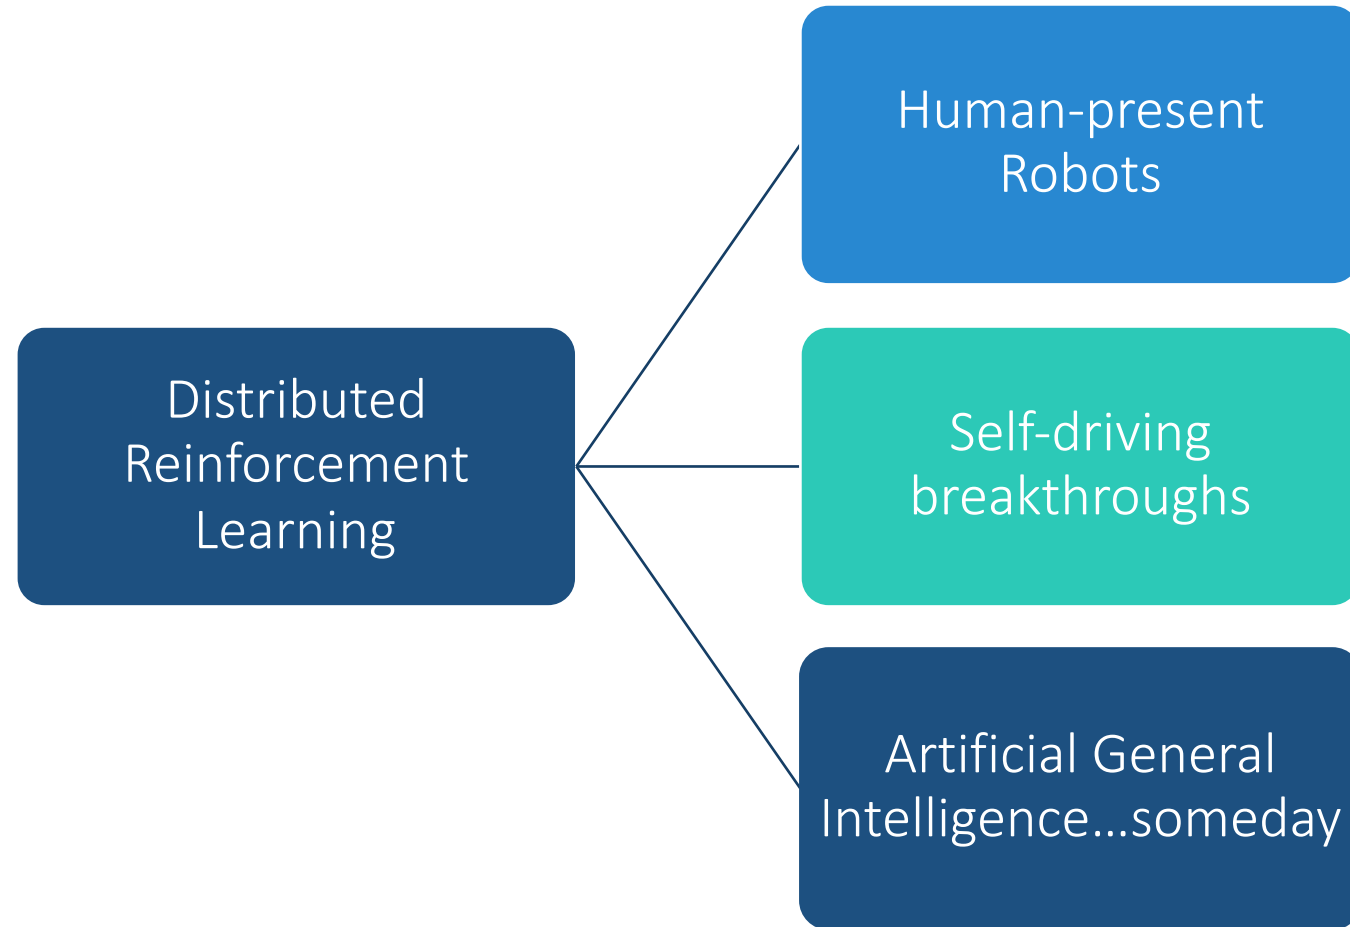 Human-present
Robots
Distributed
Reinforcement
Learning
Self-driving
breakthroughs
Artificial General
Intelligence...someday